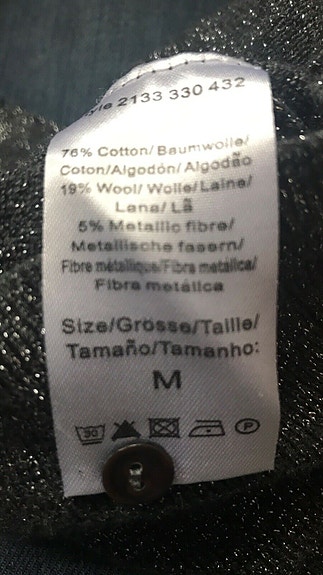 2133 330 432
76% Cotton/Baumwolle/
Coton/Algodón/Algodão
19% Wool/Wolle/Laine/
Lana/Lã
5% Metallic fibre/
Metallische fasern/
Fibre métallique/Fibra metálica/
Fibra metálica
Size/Grösse/Taille/
Tamaño/Tamanho:
M
30
P